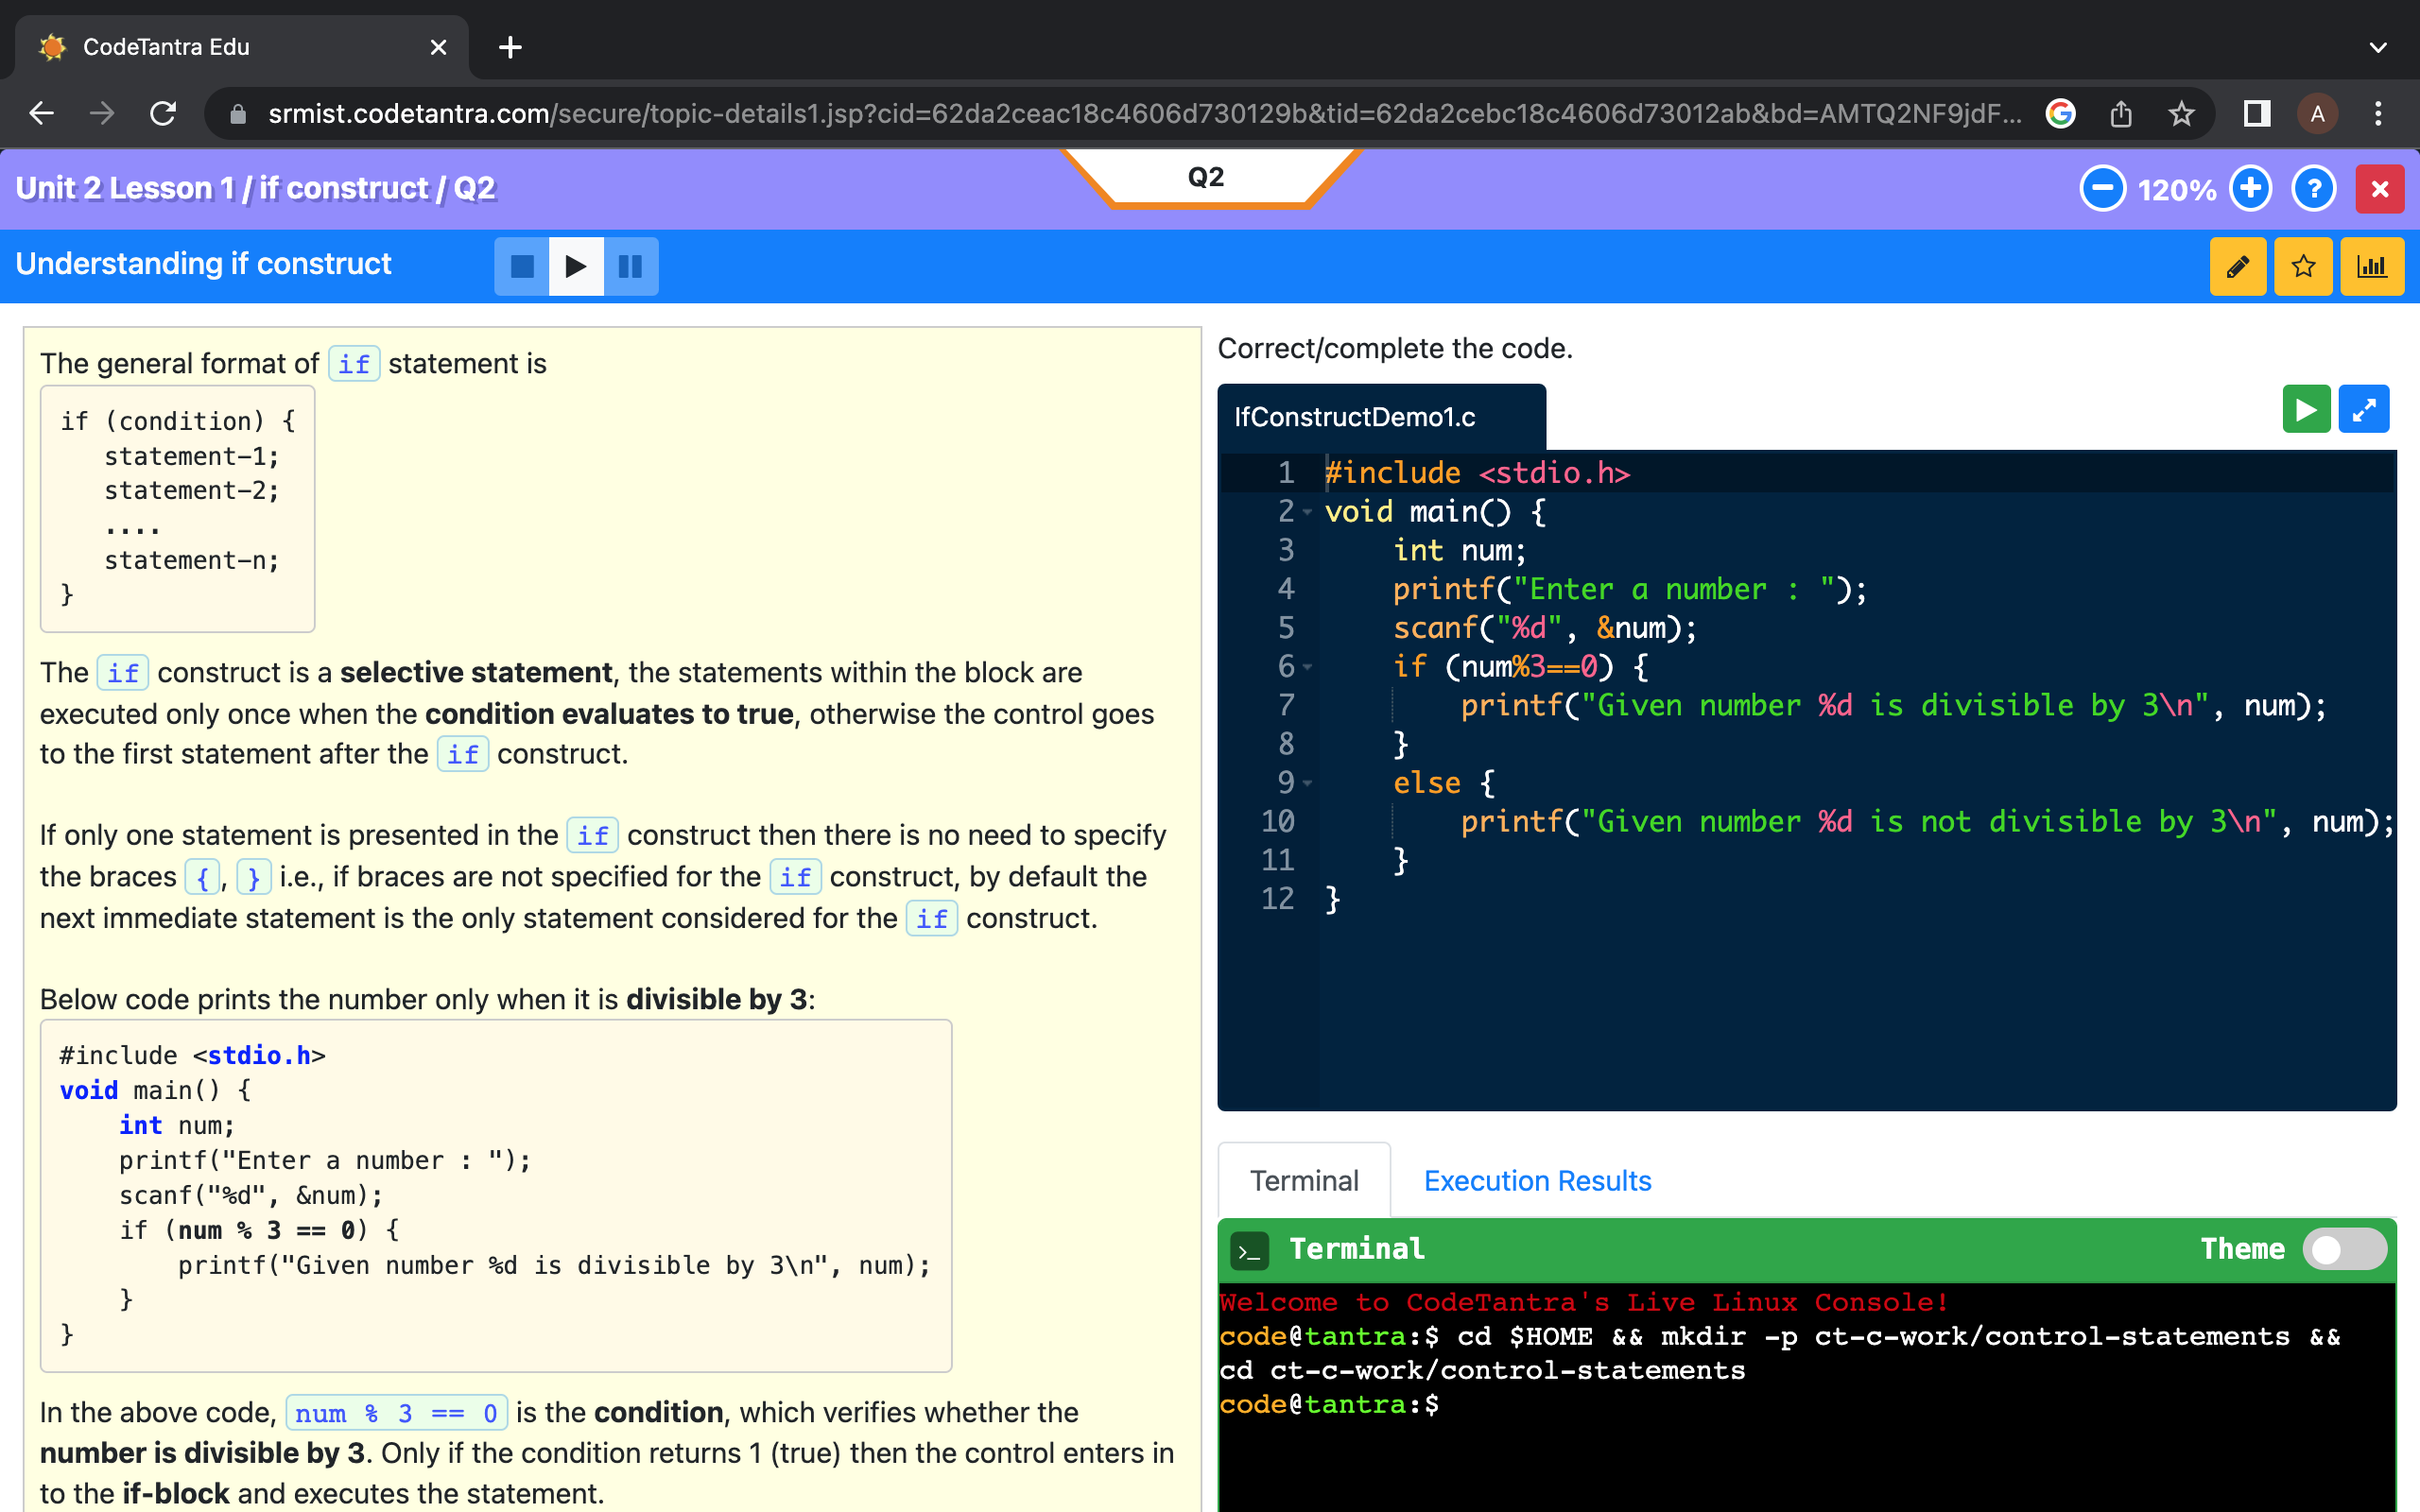 CodeTantra Edu
srmist.codetantra.com/secure/topic-details1.jsp?cid=62da2ceac18c4606d730129b&tid=62da2cebc18c4606d73012ab&bd=AMTQ2NF9jdF...
A
Unit 2 Lesson 1 / if construct / Q2
Q2
120%
?
Understanding if construct
The general format of if statement is
if (condition) {
   statement-1;
   statement-2;
   ....
   statement-n;
}
The if construct is a selective statement, the statements within the block are
executed only once when the condition evaluates to true, otherwise the control goes
to the first statement after the if construct.
If only one statement is presented in the if construct then there is no need to specify
the braces {, } i.e., if braces are not specified for the if construct, by default the
next immediate statement is the only statement considered for the if construct.
Below code prints the number only when it is divisible by 3:
#include <stdio.h>
void main() {
    int num;
    printf("Enter a number : ");
    scanf("%d", &num);
    if (num % 3 == 0) {
        printf("Given number %d is divisible by 3\n", num);
    }
}
In the above code, num % 3 == 0 is the condition, which verifies whether the
number is divisible by 3. Only if the condition returns 1 (true) then the control enters in
to the if-block and executes the statement.
Correct/complete the code.
IfConstructDemo1.c
1 #include <stdio.h>
2 void main() {
3     int num;
4     printf("Enter a number : ");
5     scanf("%d", &num);
6     if (num%3==0) {
7         printf("Given number %d is divisible by 3\n", num);
8     }
9     else {
10         printf("Given number %d is not divisible by 3\n", num);
11     }
12 }
Terminal
Execution Results
>_ Terminal
Theme
Welcome to CodeTantra's Live Linux Console!
code@tantra:$ cd $HOME && mkdir -p ct-c-work/control-statements &&
cd ct-c-work/control-statements
code@tantra:$